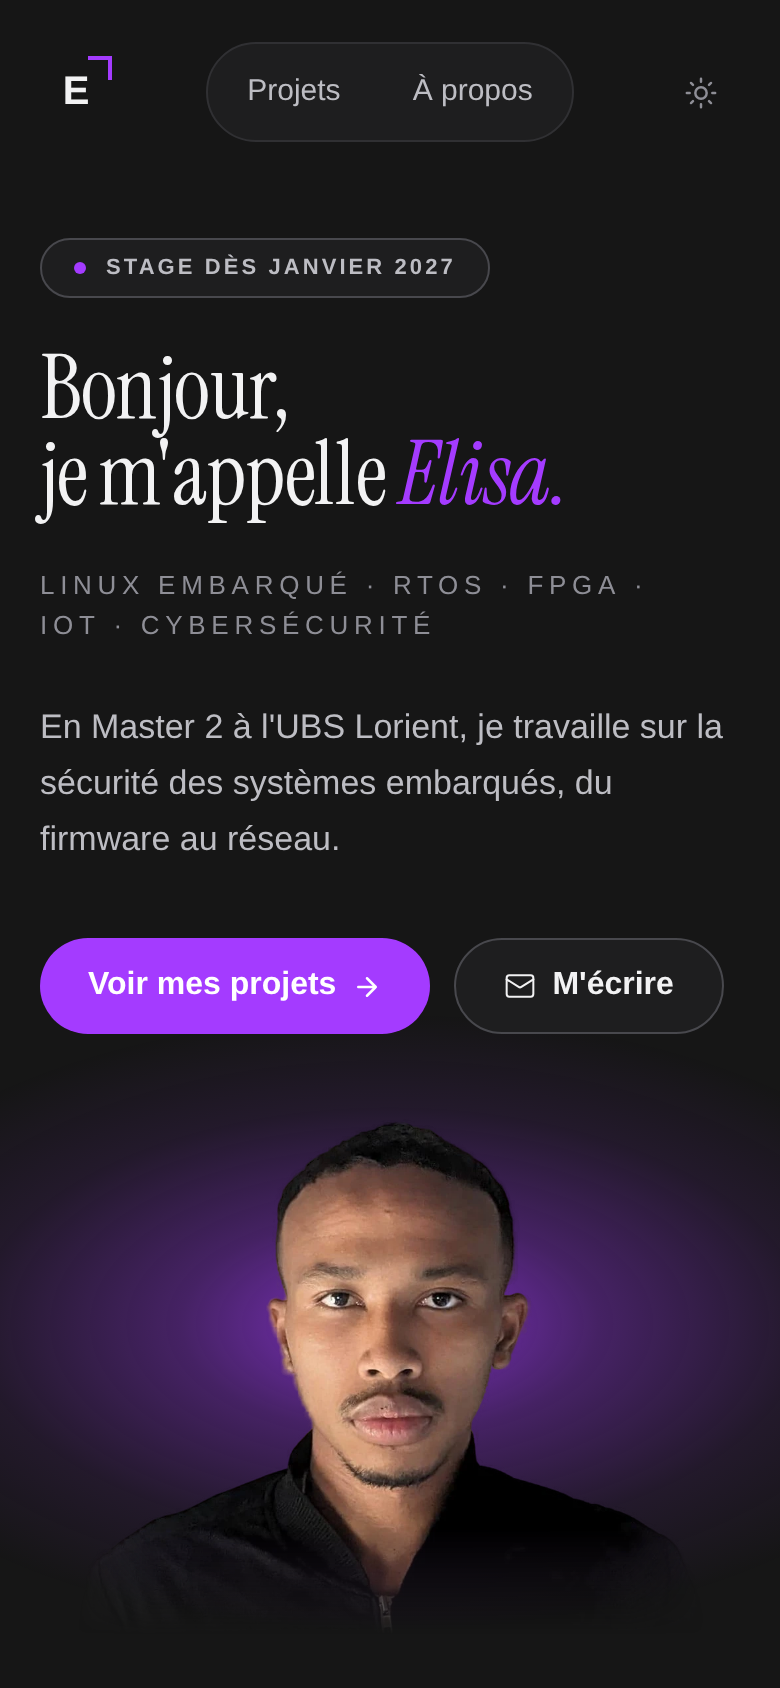 E
Projets
À propos
STAGE DÈS JANVIER 2027
Bonjour,
je m'appelle Elisa.
LINUX EMBARQUÉ · RTOS · FPGA ·
IOT · CYBERSÉCURITÉ
En Master 2 à l'UBS Lorient, je travaille sur la
sécurité des systèmes embarqués, du
firmware au réseau.
Voir mes projets →
M'écrire